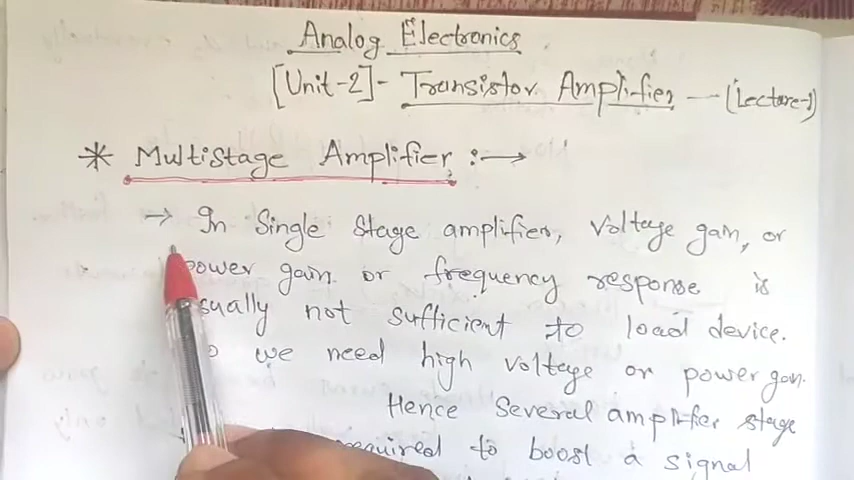 Analog Electronics
[Unit-2]- Transistor Amplifier — (Lecture-1)
* Multistage Amplifier :→
→ In Single Stage amplifier, Voltage gain, or
power gain or frequency response is
sually not sufficient to load device.
we need high voltage or power gain.
Hence Several amplifier stage
required to boost a signal